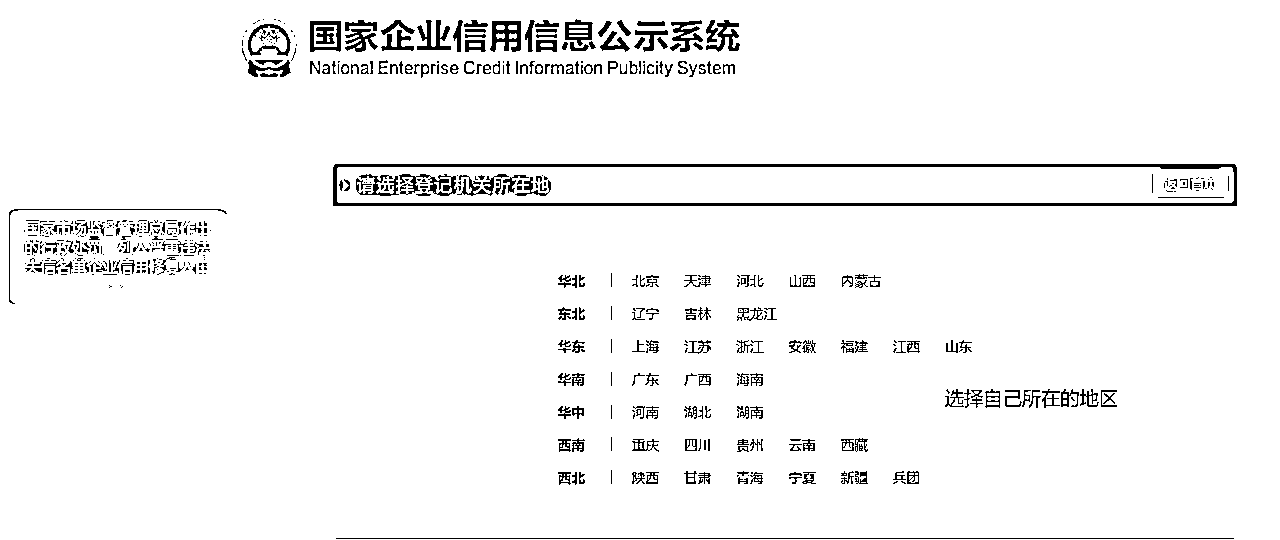 国家企业信用信息公示系统
National Enterprise Credit Information Publicity System
请选择登记机关所在地
返回首页
国家市场监督管理总局作出
的行政处罚 列入严重违法
失信名单企业信用修复入口
华北 | 北京 天津 河北 山西 内蒙古
东北 | 辽宁 吉林 黑龙江
华东 | 上海 江苏 浙江 安徽 福建 江西 山东
华南 | 广东 广西 海南
选择自己所在的地区
华中 | 河南 湖北 湖南
西南 | 重庆 四川 贵州 云南 西藏
西北 | 陕西 甘肃 青海 宁夏 新疆 兵团